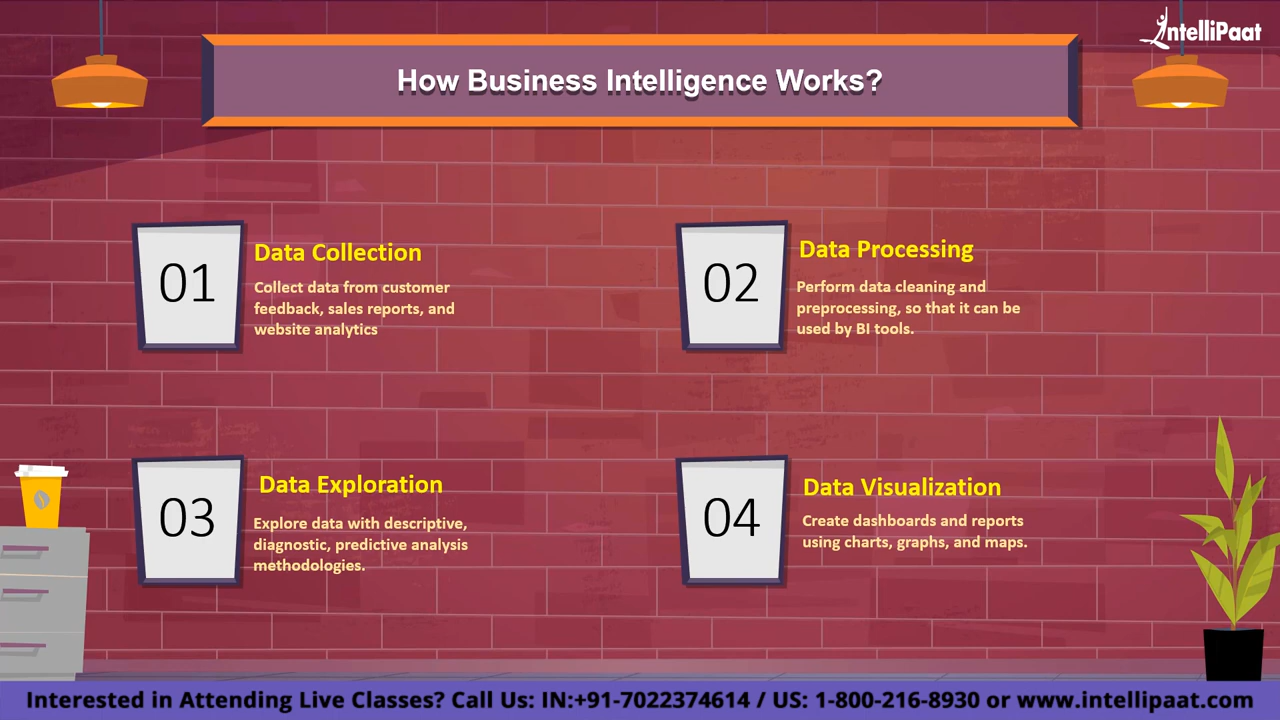 IntelliPaat
How Business Intelligence Works?
01
Data Collection
Collect data from customer
feedback, sales reports, and
website analytics
02
Data Processing
Perform data cleaning and
preprocessing, so that it can be
used by BI tools.
03
Data Exploration
Explore data with descriptive,
diagnostic, predictive analysis
methodologies.
04
Data Visualization
Create dashboards and reports
using charts, graphs, and maps.
Interested in Attending Live Classes? Call Us: IN:+91-7022374614 / US: 1-800-216-8930 or www.intellipaat.com